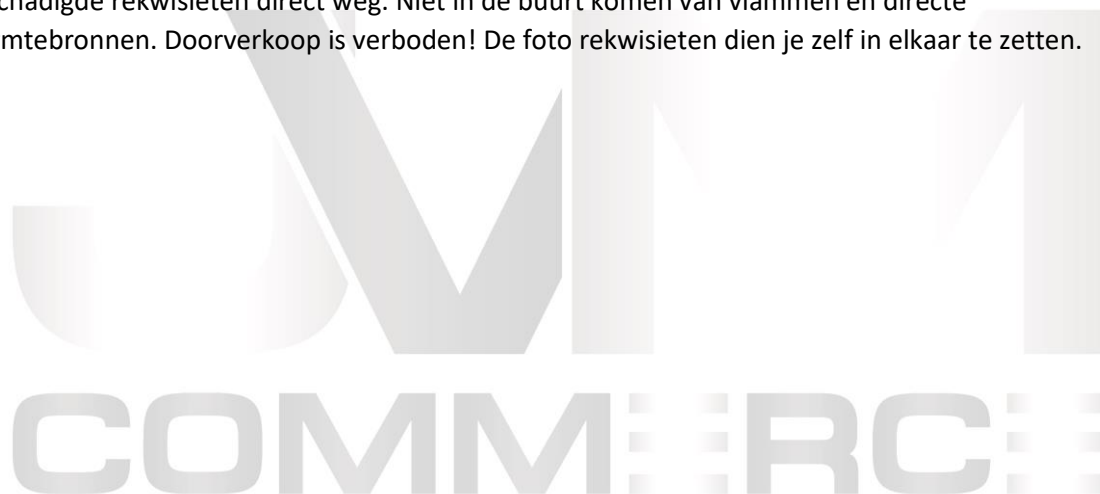 chadigde rekwisieten direct weg. Niet in de buurt komen van vlammen en directe
mtebronnen. Doorverkoop is verboden! De foto rekwisieten dien je zelf in elkaar te zetten.
JVM
COMMERCE